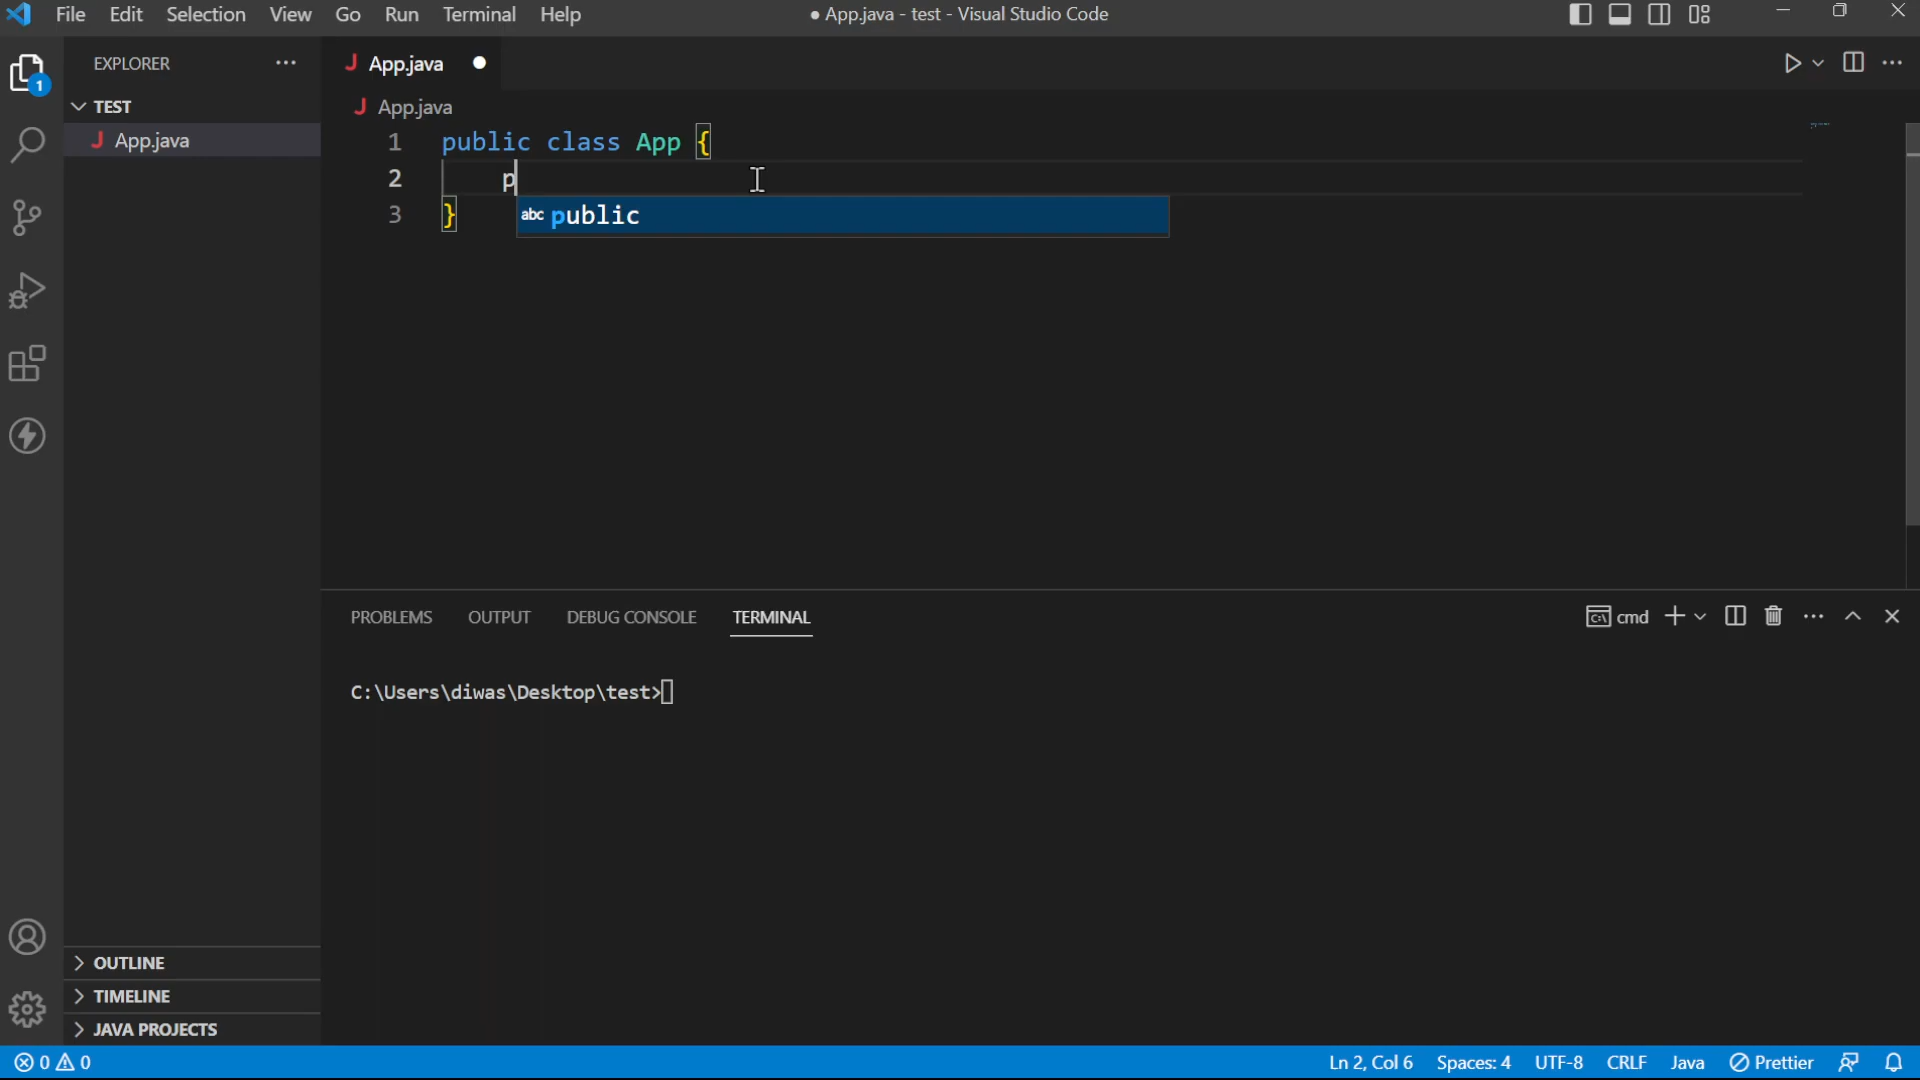 File Edit Selection View Go Run Terminal Help
● App.java - test - Visual Studio Code
EXPLORER
1
TEST
J App.java
J App.java
J App.java
1 public class App {
2 p
3 }
abc public
PROBLEMS OUTPUT DEBUG CONSOLE TERMINAL
cmd
C:\Users\diwas\Desktop\test>
OUTLINE
TIMELINE
JAVA PROJECTS
0 0
Ln 2, Col 6 Spaces: 4 UTF-8 CRLF Java Prettier